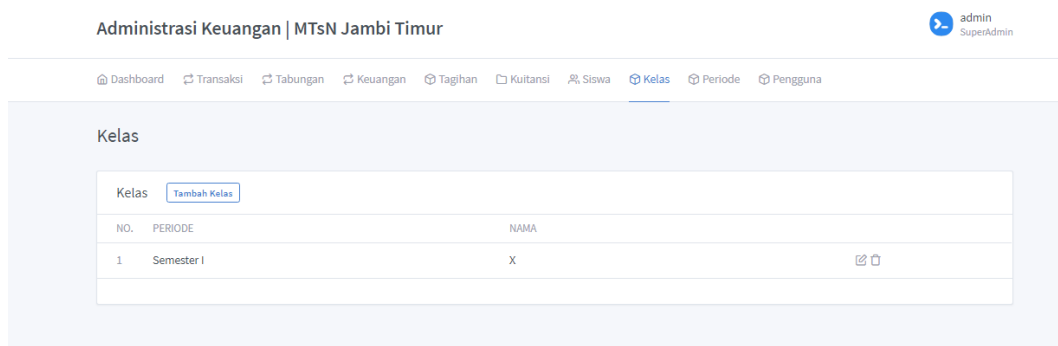 Administrasi Keuangan | MTsN Jambi Timur
admin
SuperAdmin
Dashboard Transaksi Tabungan Keuangan Tagihan Kuitansi Siswa Kelas Periode Pengguna
Kelas
Kelas Tambah Kelas
NO. PERIODE NAMA
1 Semester I X